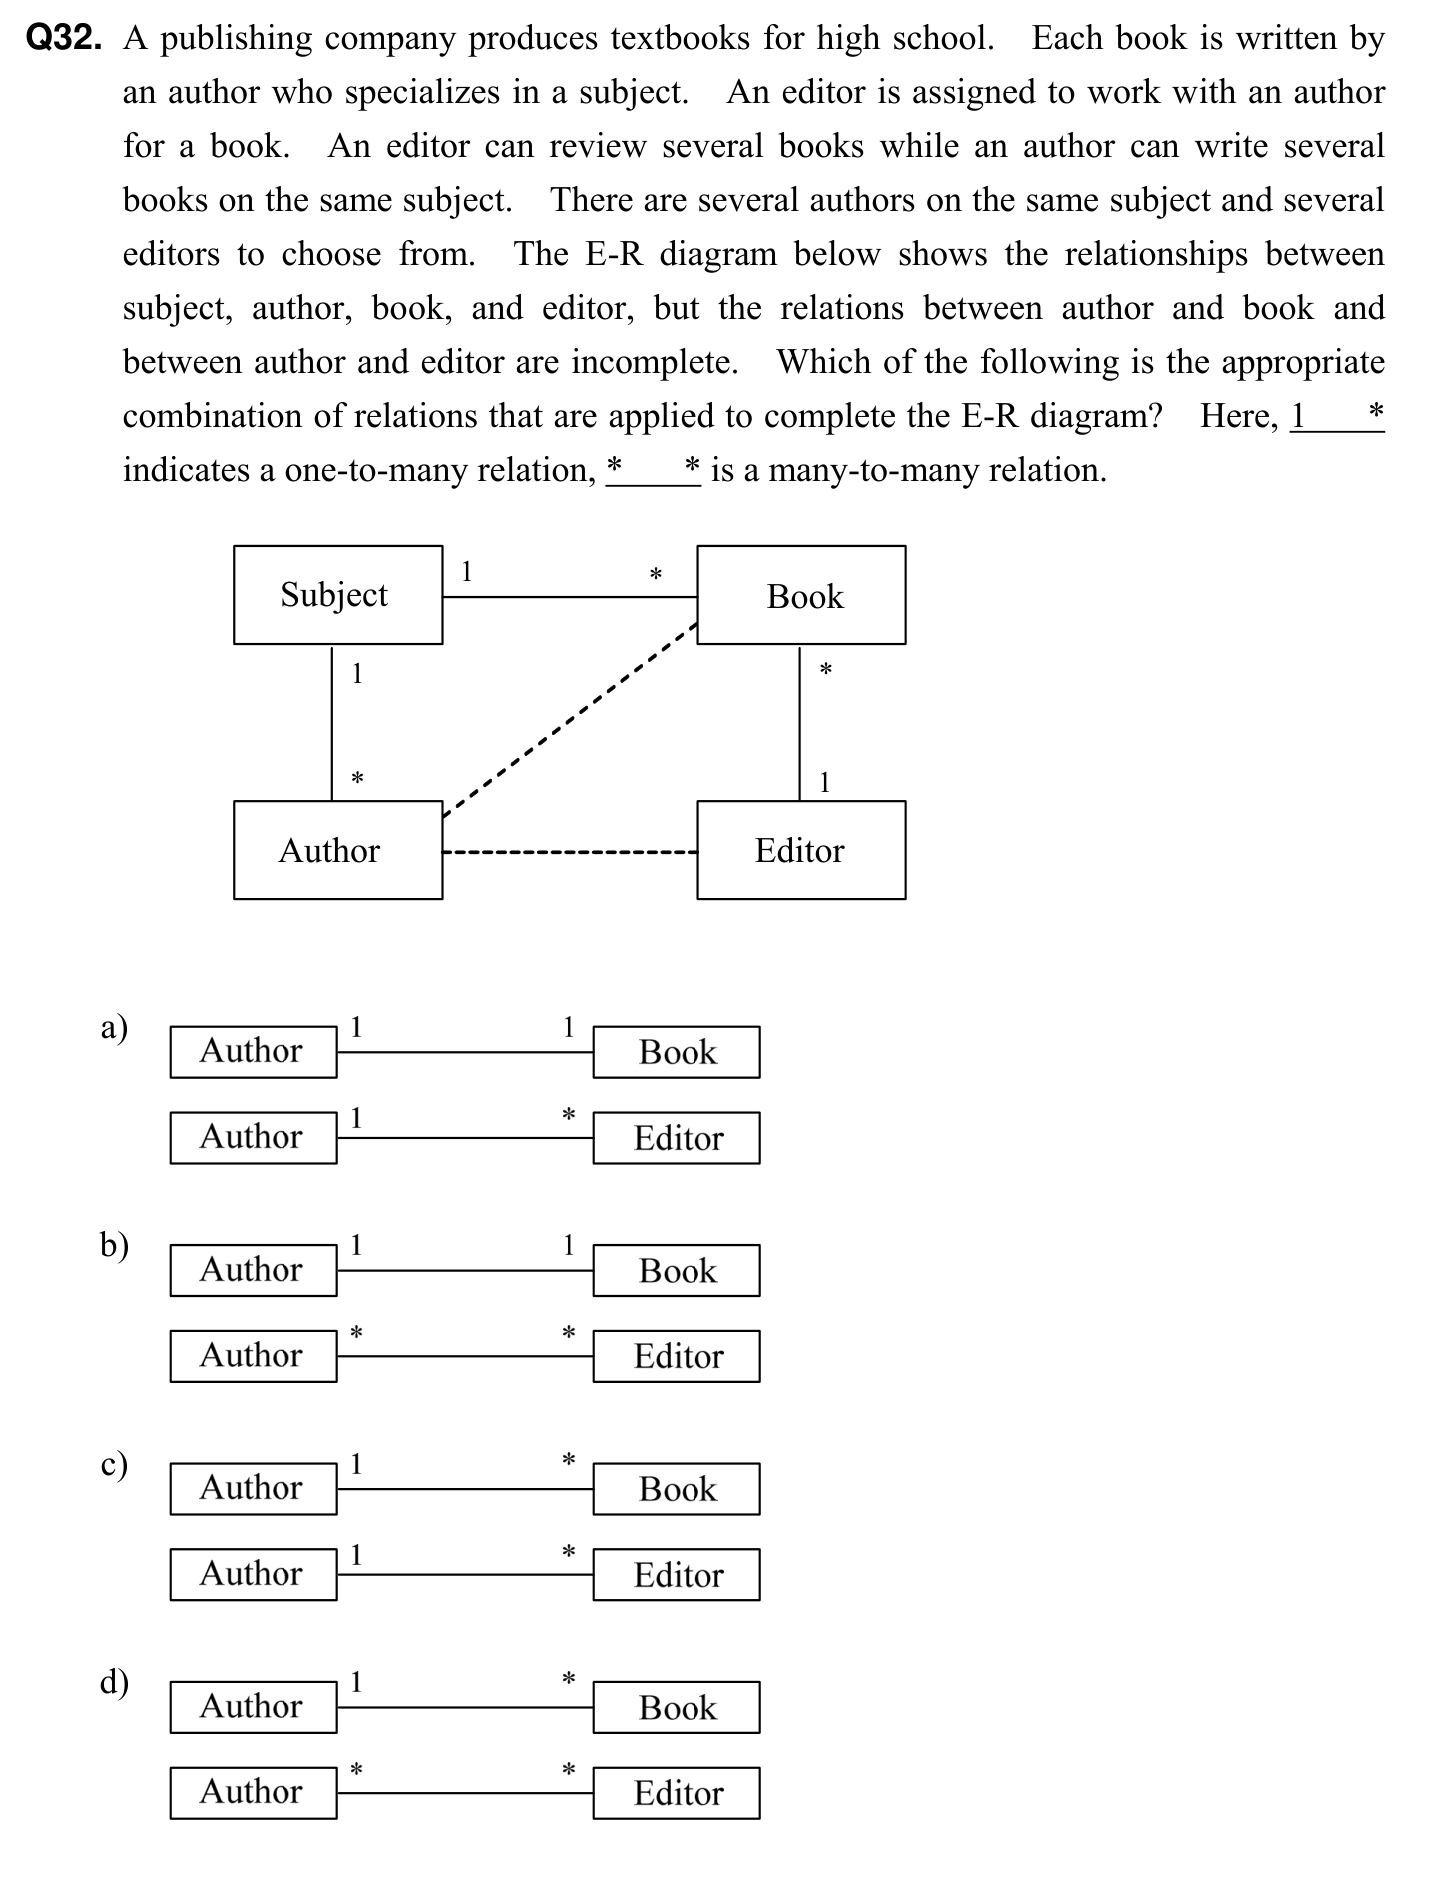 Q32. A publishing company produces textbooks for high school. Each book is written by
an author who specializes in a subject. An editor is assigned to work with an author
for a book. An editor can review several books while an author can write several
books on the same subject. There are several authors on the same subject and several
editors to choose from. The E-R diagram below shows the relationships between
subject, author, book, and editor, but the relations between author and book and
between author and editor are incomplete. Which of the following is the appropriate
combination of relations that are applied to complete the E-R diagram? Here, 1 *
indicates a one-to-many relation, * * is a many-to-many relation.
Subject 1 * Book
1 *
* 1
Author Editor
a) Author 1 1 Book
Author 1 * Editor
b) Author 1 1 Book
Author * * Editor
c) Author 1 * Book
Author 1 * Editor
d) Author 1 * Book
Author * * Editor